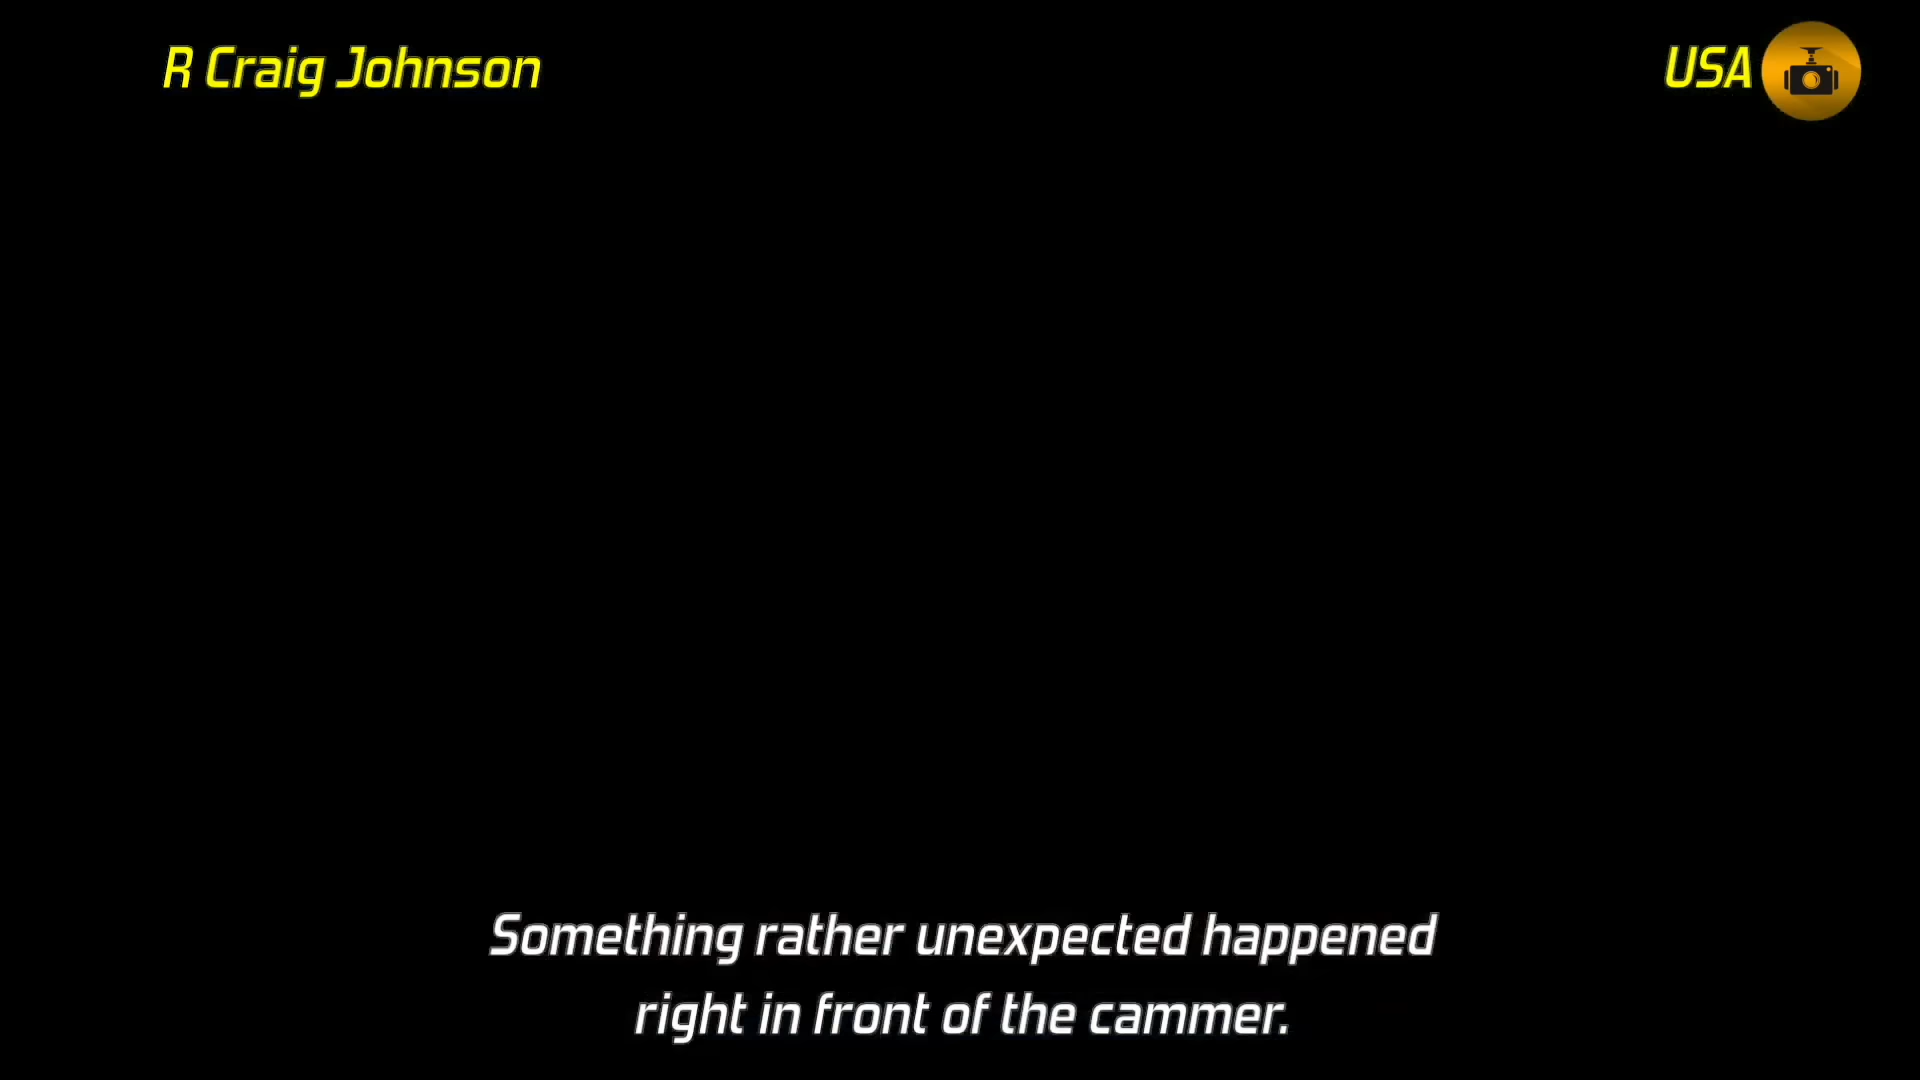 R Craig Johnson
USA
Something rather unexpected happened
right in front of the cammer.